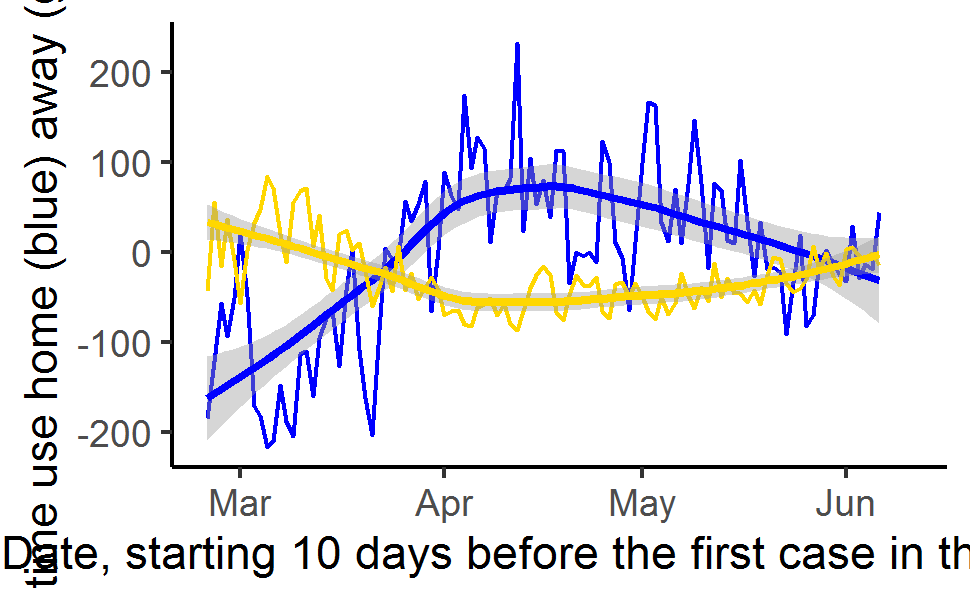 time use home (blue) away (
200
100
0
-100
-200
Mar Apr May Jun
Date, starting 10 days before the first case in th